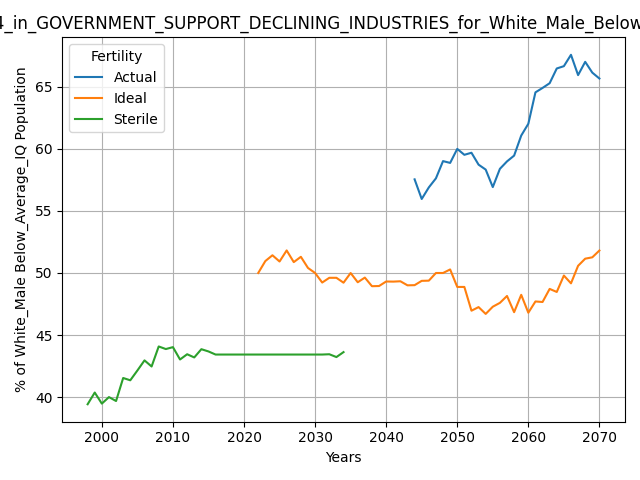 4_in_GOVERNMENT_SUPPORT_DECLINING_INDUSTRIES_for_White_Male_Below
Fertility
Actual
Ideal
Sterile
% of White_Male Below_Average_IQ Population
65
60
55
50
45
40
2000 2010 2020 2030 2040 2050 2060 2070
Years